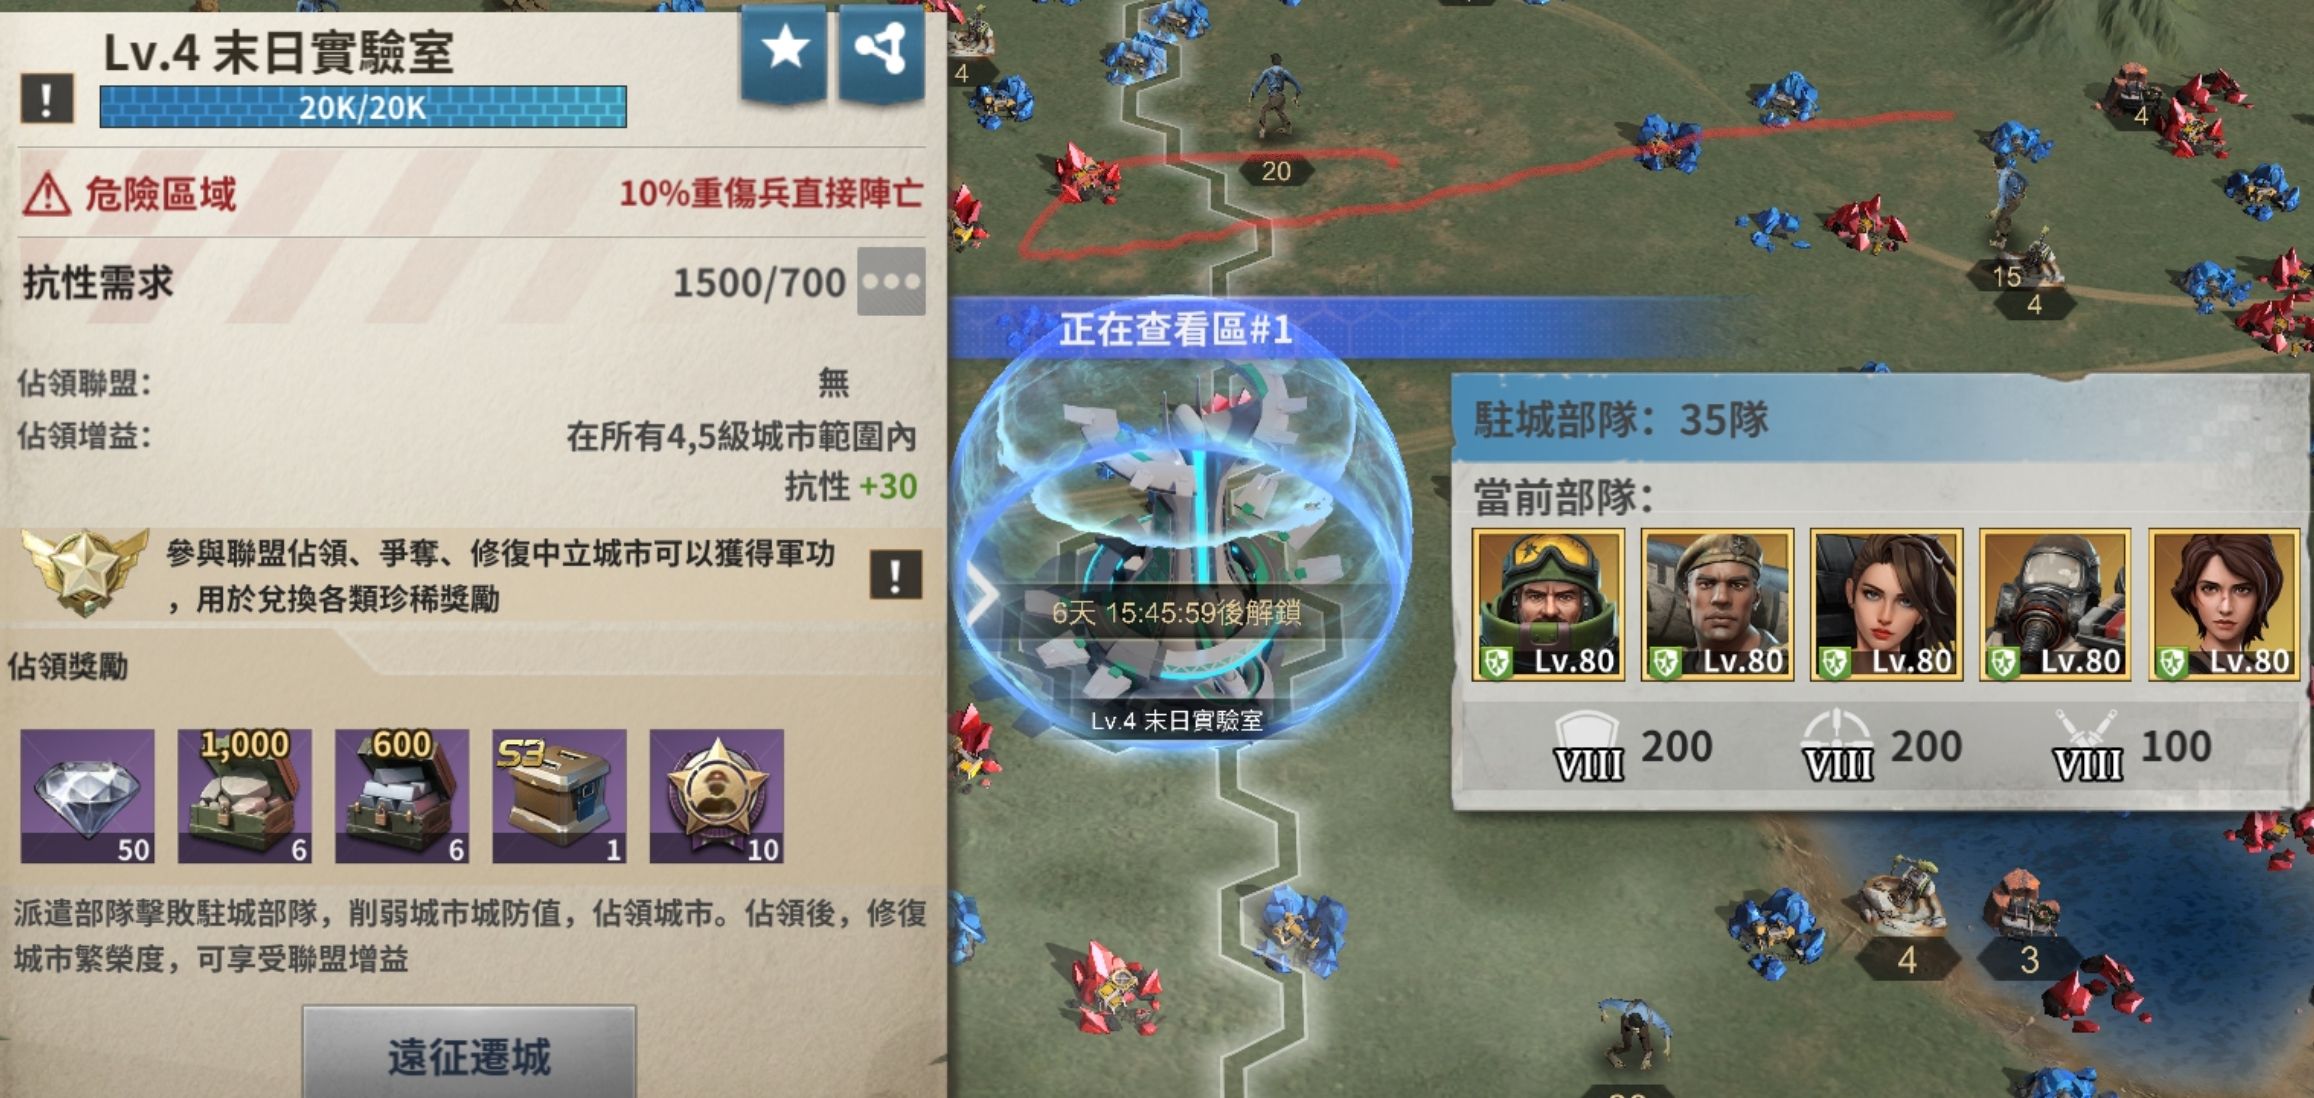 Lv.4 末日實驗室
20K/20K
危險區域
10%重傷兵直接陣亡
抗性需求
1500/700
佔領聯盟：
無
佔領增益：
在所有4,5級城市範圍內
抗性 +30
參與聯盟佔領、爭奪、修復中立城市可以獲得軍功
，用於兌換各類珍稀獎勵
佔領獎勵
50
1,000
6
600
6
S3
1
10
派遣部隊擊敗駐城部隊，削弱城市城防值，佔領城市。佔領後，修復
城市繁榮度，可享受聯盟增益
遠征遷城
4
20
4
15
4
正在查看區#1
6天 15:45:59後解鎖
Lv.4 末日實驗室
駐城部隊：35隊
當前部隊：
Lv.80
Lv.80
Lv.80
Lv.80
Lv.80
VIII 200
VIII 200
VIII 100
4
3